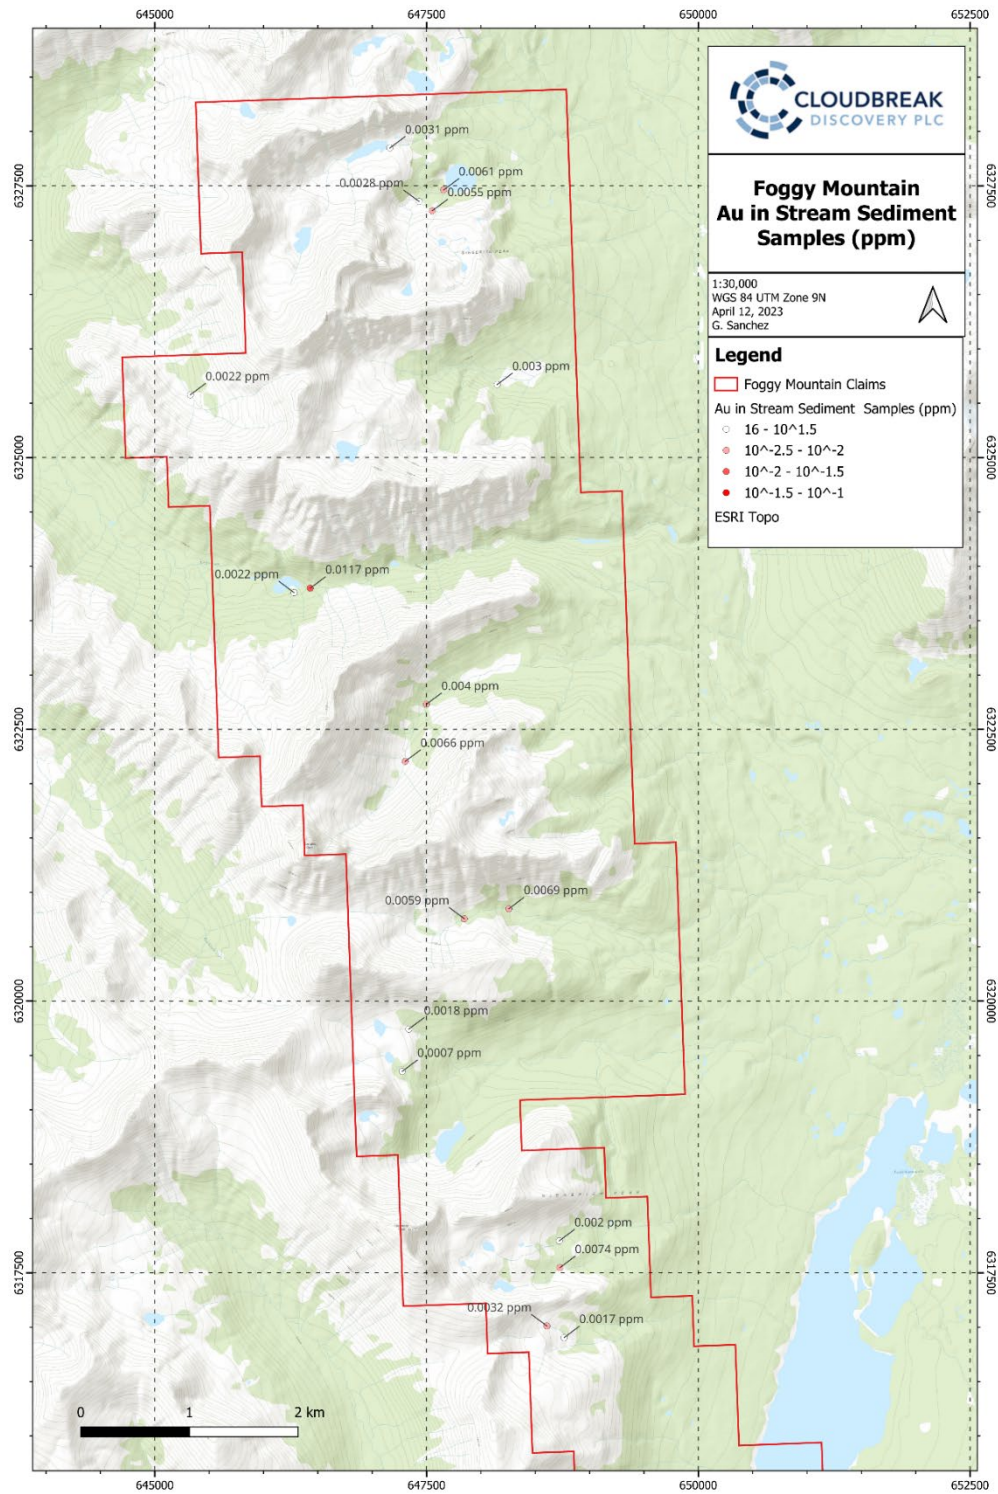 645000
647500
650000
652500
CLOUDBREAK
DISCOVERY PLC
Foggy Mountain
Au in Stream Sediment
Samples (ppm)
1:30,000
WGS 84 UTM Zone 9N
April 12, 2023
G. Sanchez
Legend
Foggy Mountain Claims
Au in Stream Sediment Samples (ppm)
16 - 10^1.5
10^-2.5 - 10^-2
10^-2 - 10^-1.5
10^-1.5 - 10^-1
ESRI Topo
0.0031 ppm
0.0061 ppm
0.0028 ppm
0.0055 ppm
6327500
6327500
0.003 ppm
0.0022 ppm
6325000
6325000
0.0022 ppm
0.0117 ppm
0.004 ppm
6322500
6322500
0.0066 ppm
0.0059 ppm
0.0069 ppm
6320000
6320000
0.0018 ppm
0.0007 ppm
0.002 ppm
0.0074 ppm
6317500
6317500
0.0032 ppm
0.0017 ppm
0
1
2 km
645000
647500
650000
652500